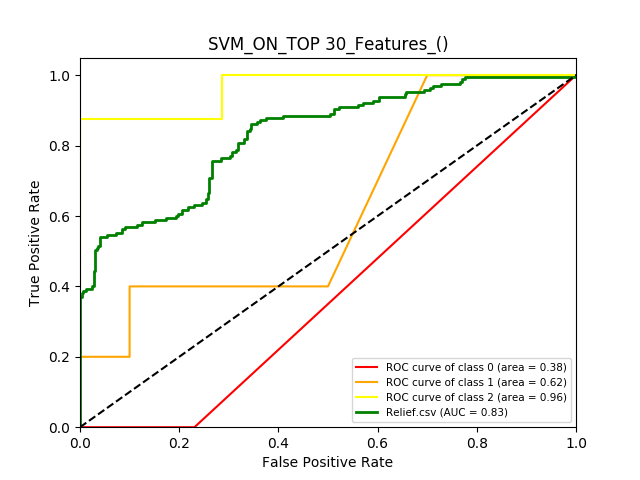 SVM_ON_TOP 30_Features_()
True Positive Rate
1.0
0.8
0.6
0.4
0.2
0.0
0.0 0.2 0.4 0.6 0.8 1.0
False Positive Rate
ROC curve of class 0 (area = 0.38)
ROC curve of class 1 (area = 0.62)
ROC curve of class 2 (area = 0.96)
Relief.csv (AUC = 0.83)